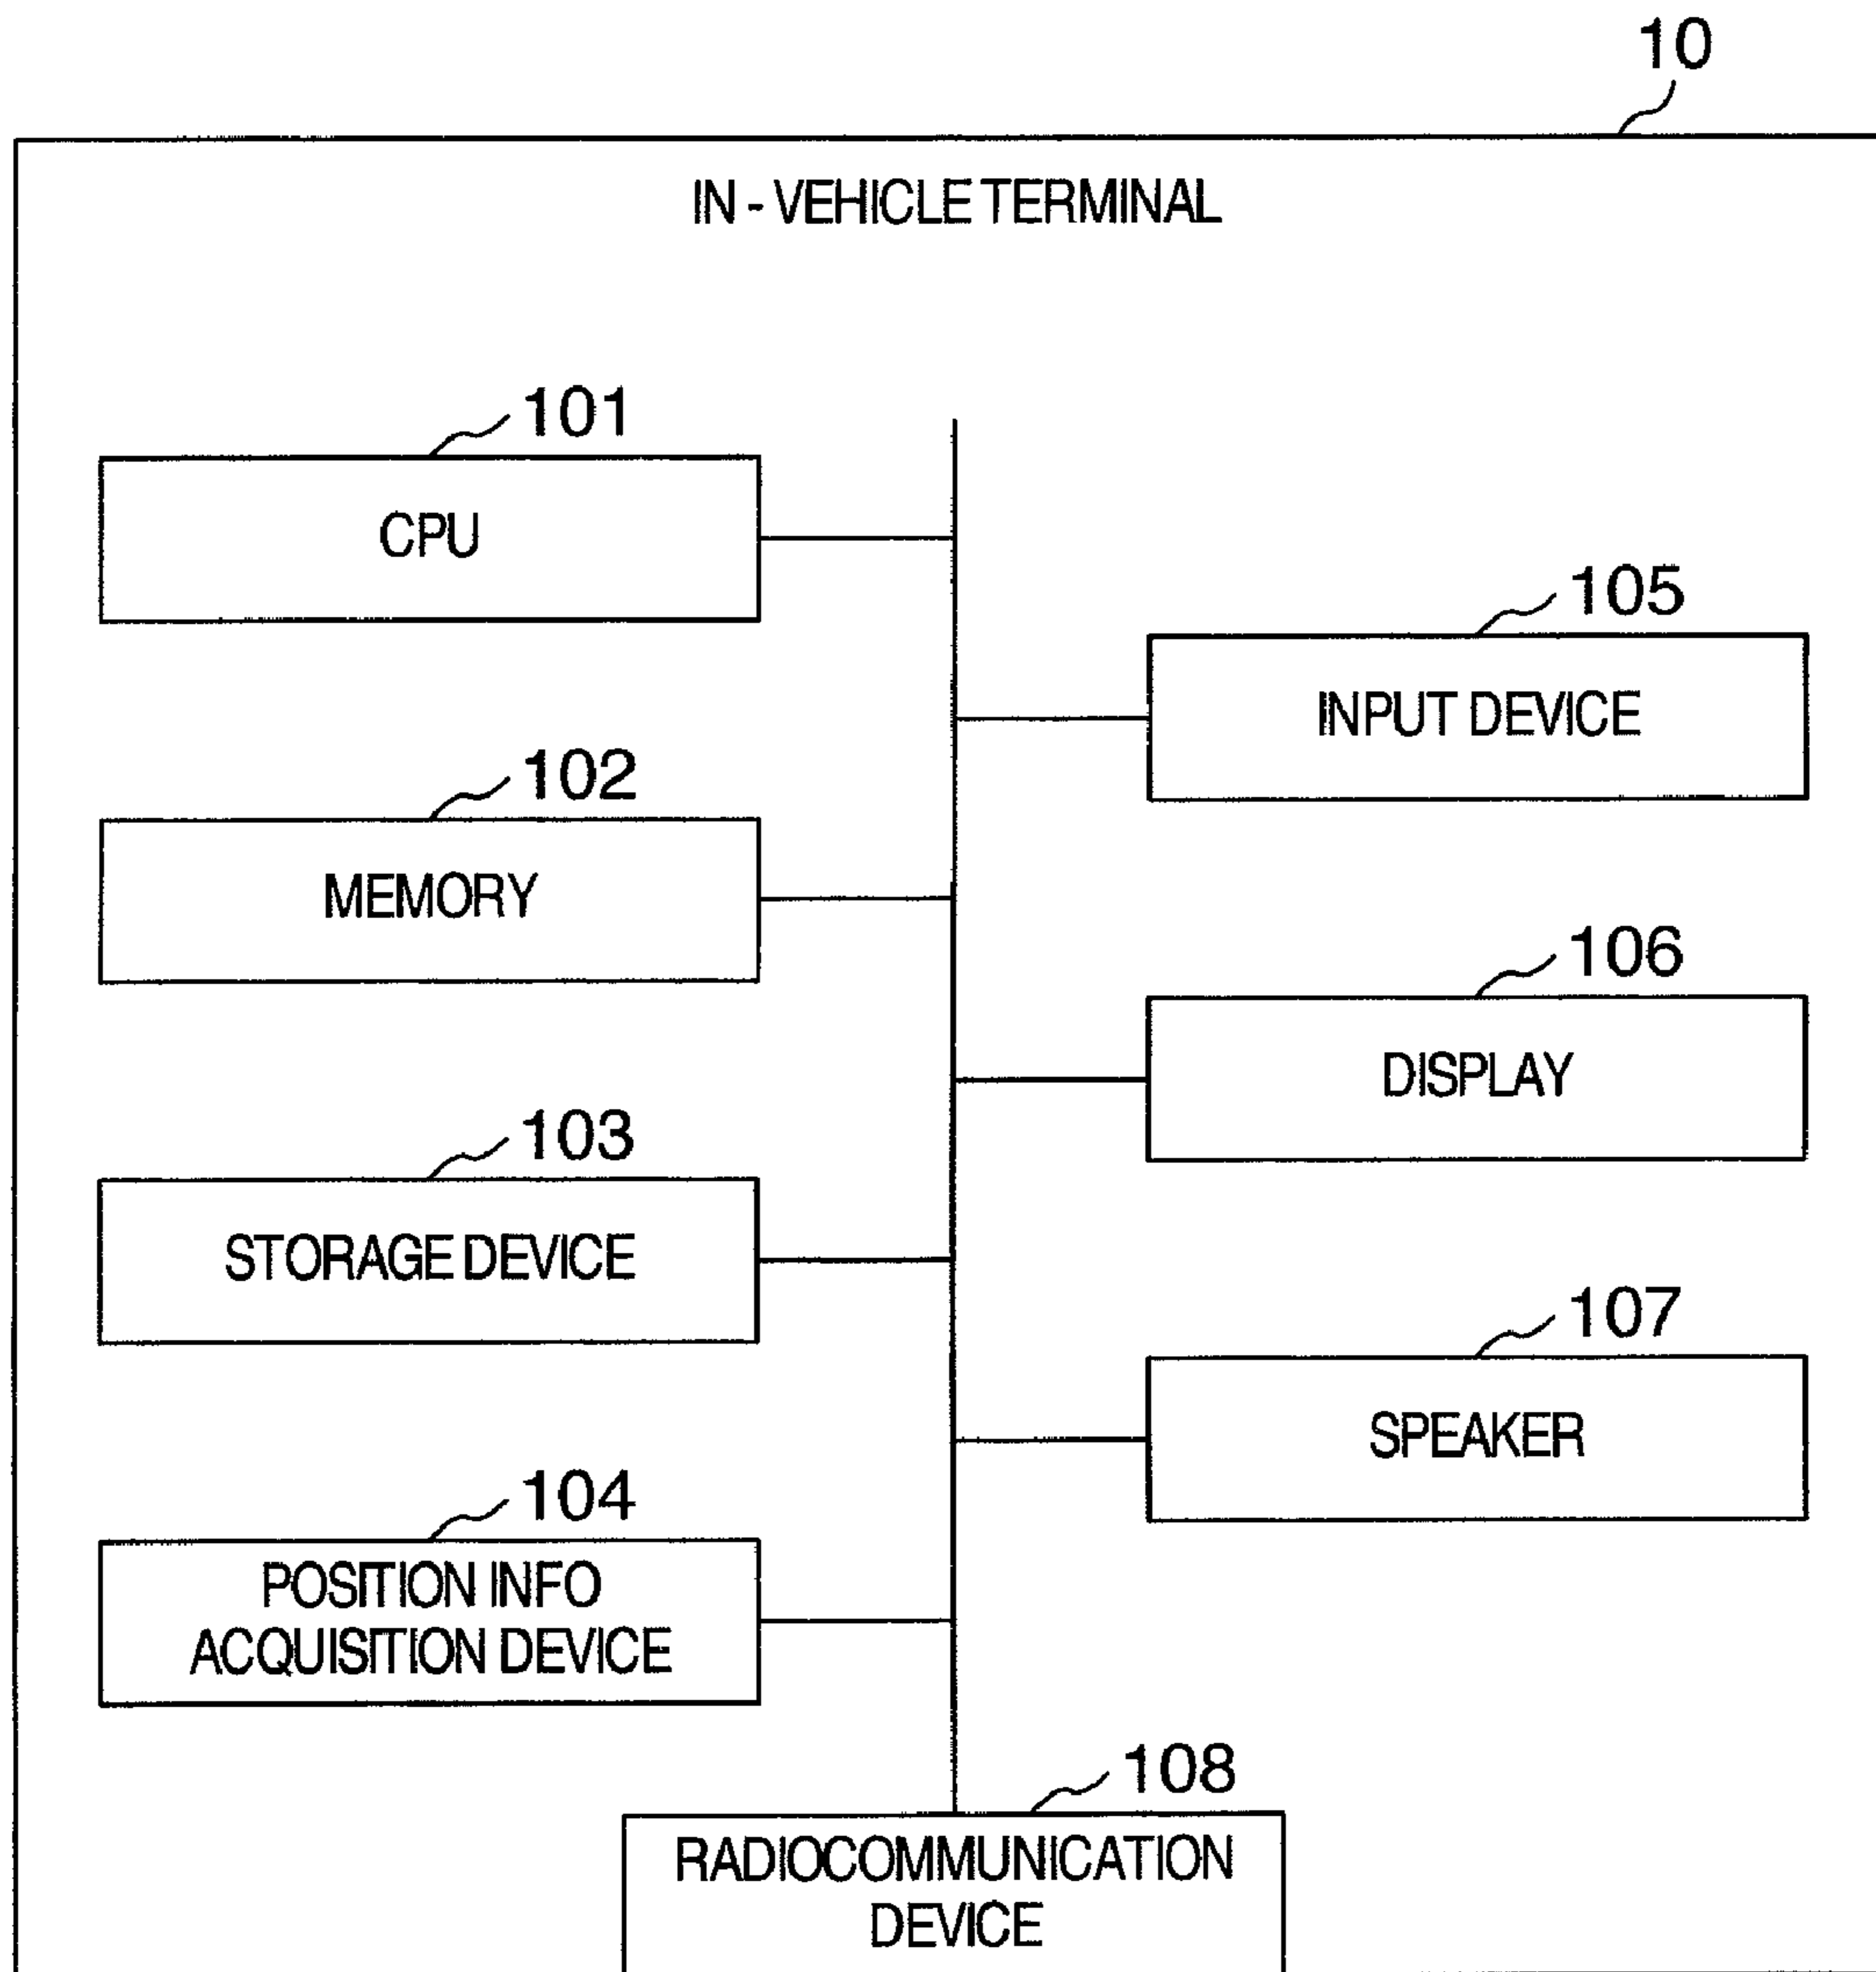 10
IN - VEHICLE TERMINAL
101
CPU
105
INPUT DEVICE
102
MEMORY
106
DISPLAY
103
STORAGE DEVICE
107
SPEAKER
104
POSITION INFO
ACQUISITION DEVICE
108
RADIOCOMMUNICATION
DEVICE